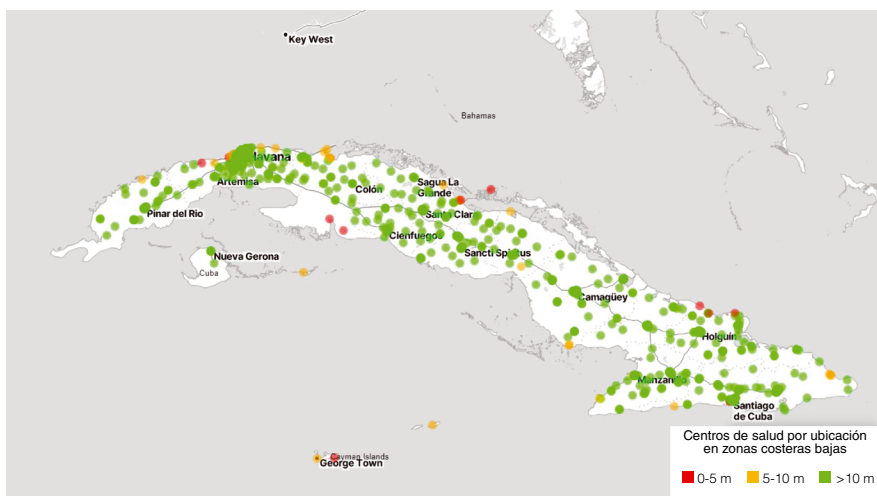 Key West
Bahamas
Havana
Artemisa
Colón
Sagua La
Grande
Pinar del Rio
Santa Clara
Cienfuegos
Sancti Spiritus
Nueva Gerona
Cuba
Camagüey
Holguín
Manzanillo
Santiago
de Cuba
Cayman Islands
George Town
Centros de salud por ubicación
en zonas costeras bajas
0-5 m
5-10 m
>10 m